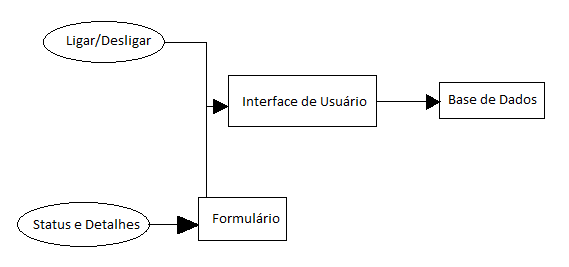 Ligar/Desligar
Interface de Usuário
Base de Dados
Status e Detalhes
Formulário